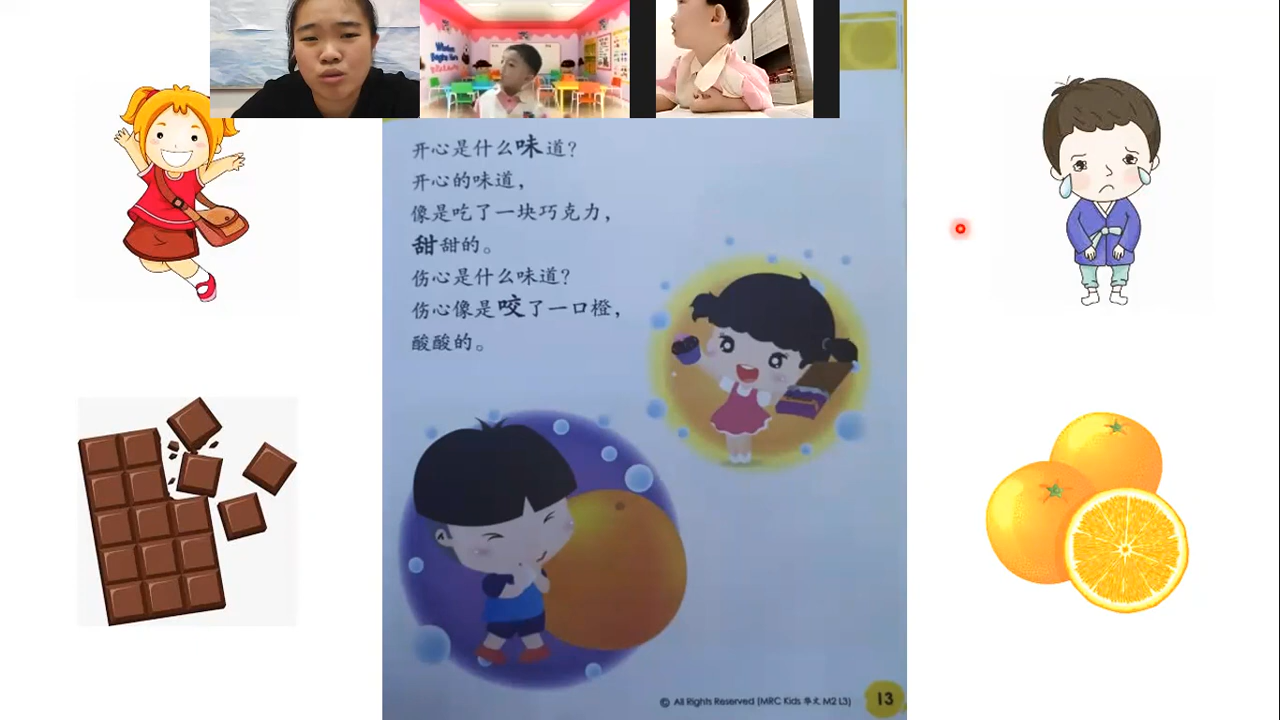 开心是什么味道?
开心的味道,
像是吃了一块巧克力,
甜甜的。
伤心是什么味道?
伤心像是咬了一口橙,
酸酸的。
© All Rights Reserved (MRC Kids 华文 M2 L3)
13